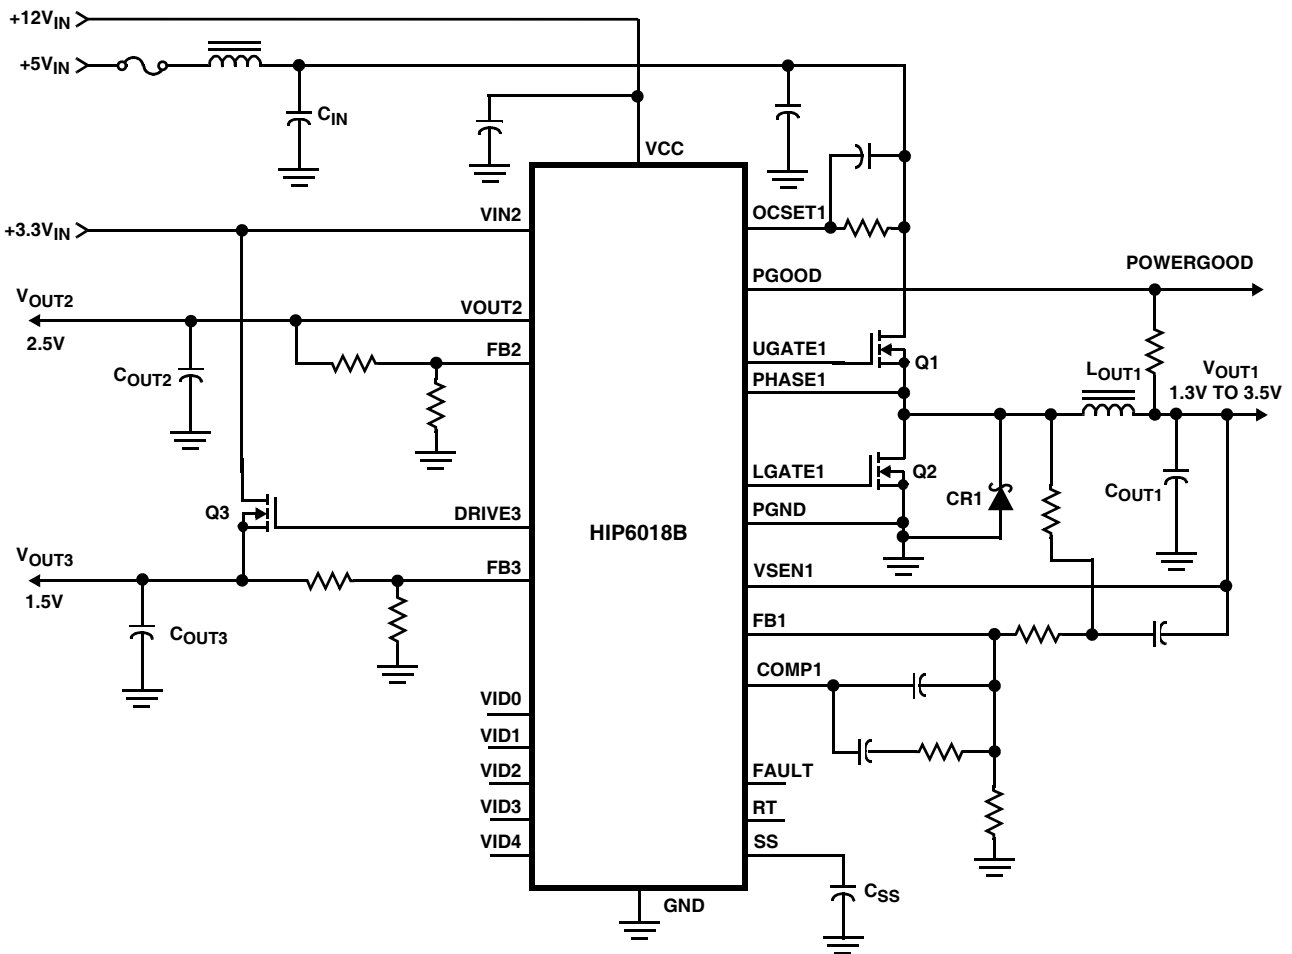 +12VIN
+5VIN
CIN
VCC
+3.3VIN
VIN2
OCSET1
PGOOD
POWERGOOD
VOUT2
2.5V
VOUT2
FB2
COUT2
UGATE1
Q1
PHASE1
LOUT1
VOUT1
1.3V TO 3.5V
LGATE1
Q2
CR1
COUT1
PGND
Q3
DRIVE3
HIP6018B
VOUT3
1.5V
FB3
COUT3
VSEN1
FB1
COMP1
VID0
VID1
VID2
VID3
VID4
FAULT
RT
SS
CSS
GND